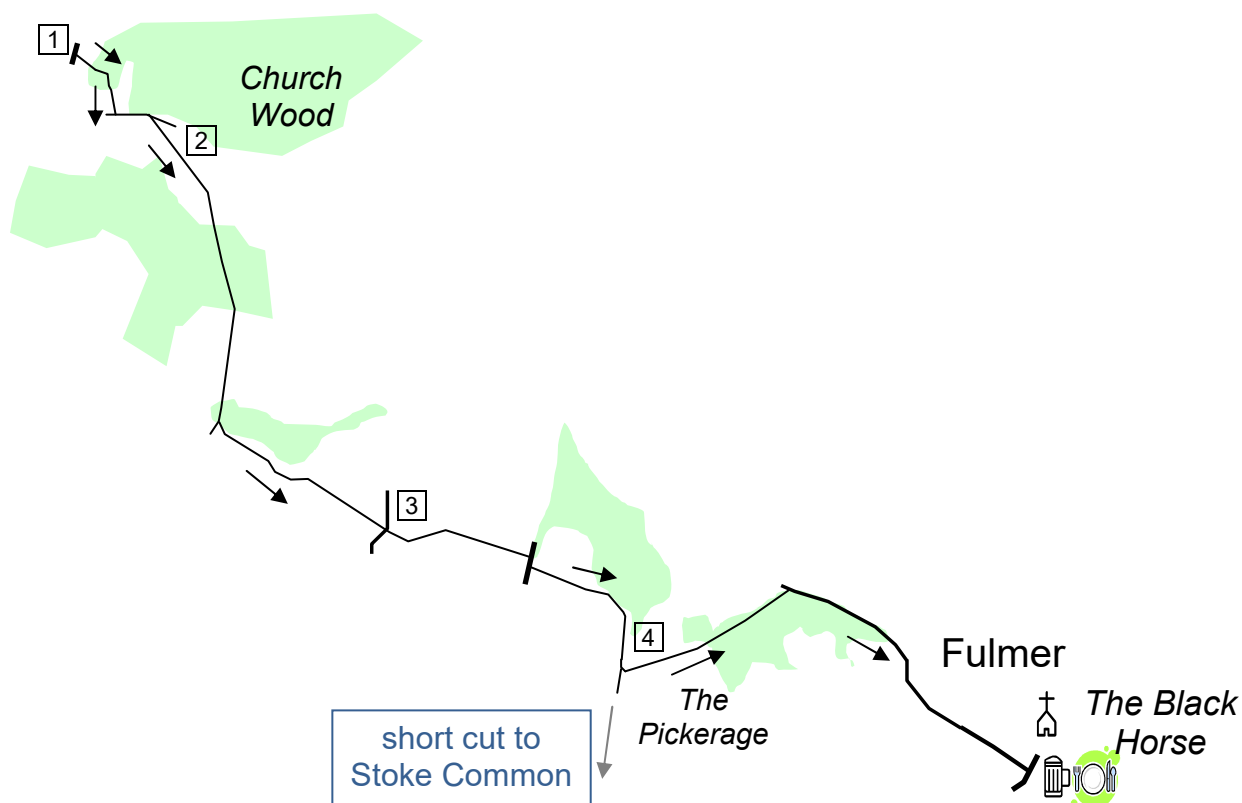 1
Church
Wood
2
3
4
Fulmer
The
Pickerage
The Black
Horse
short cut to
Stoke Common